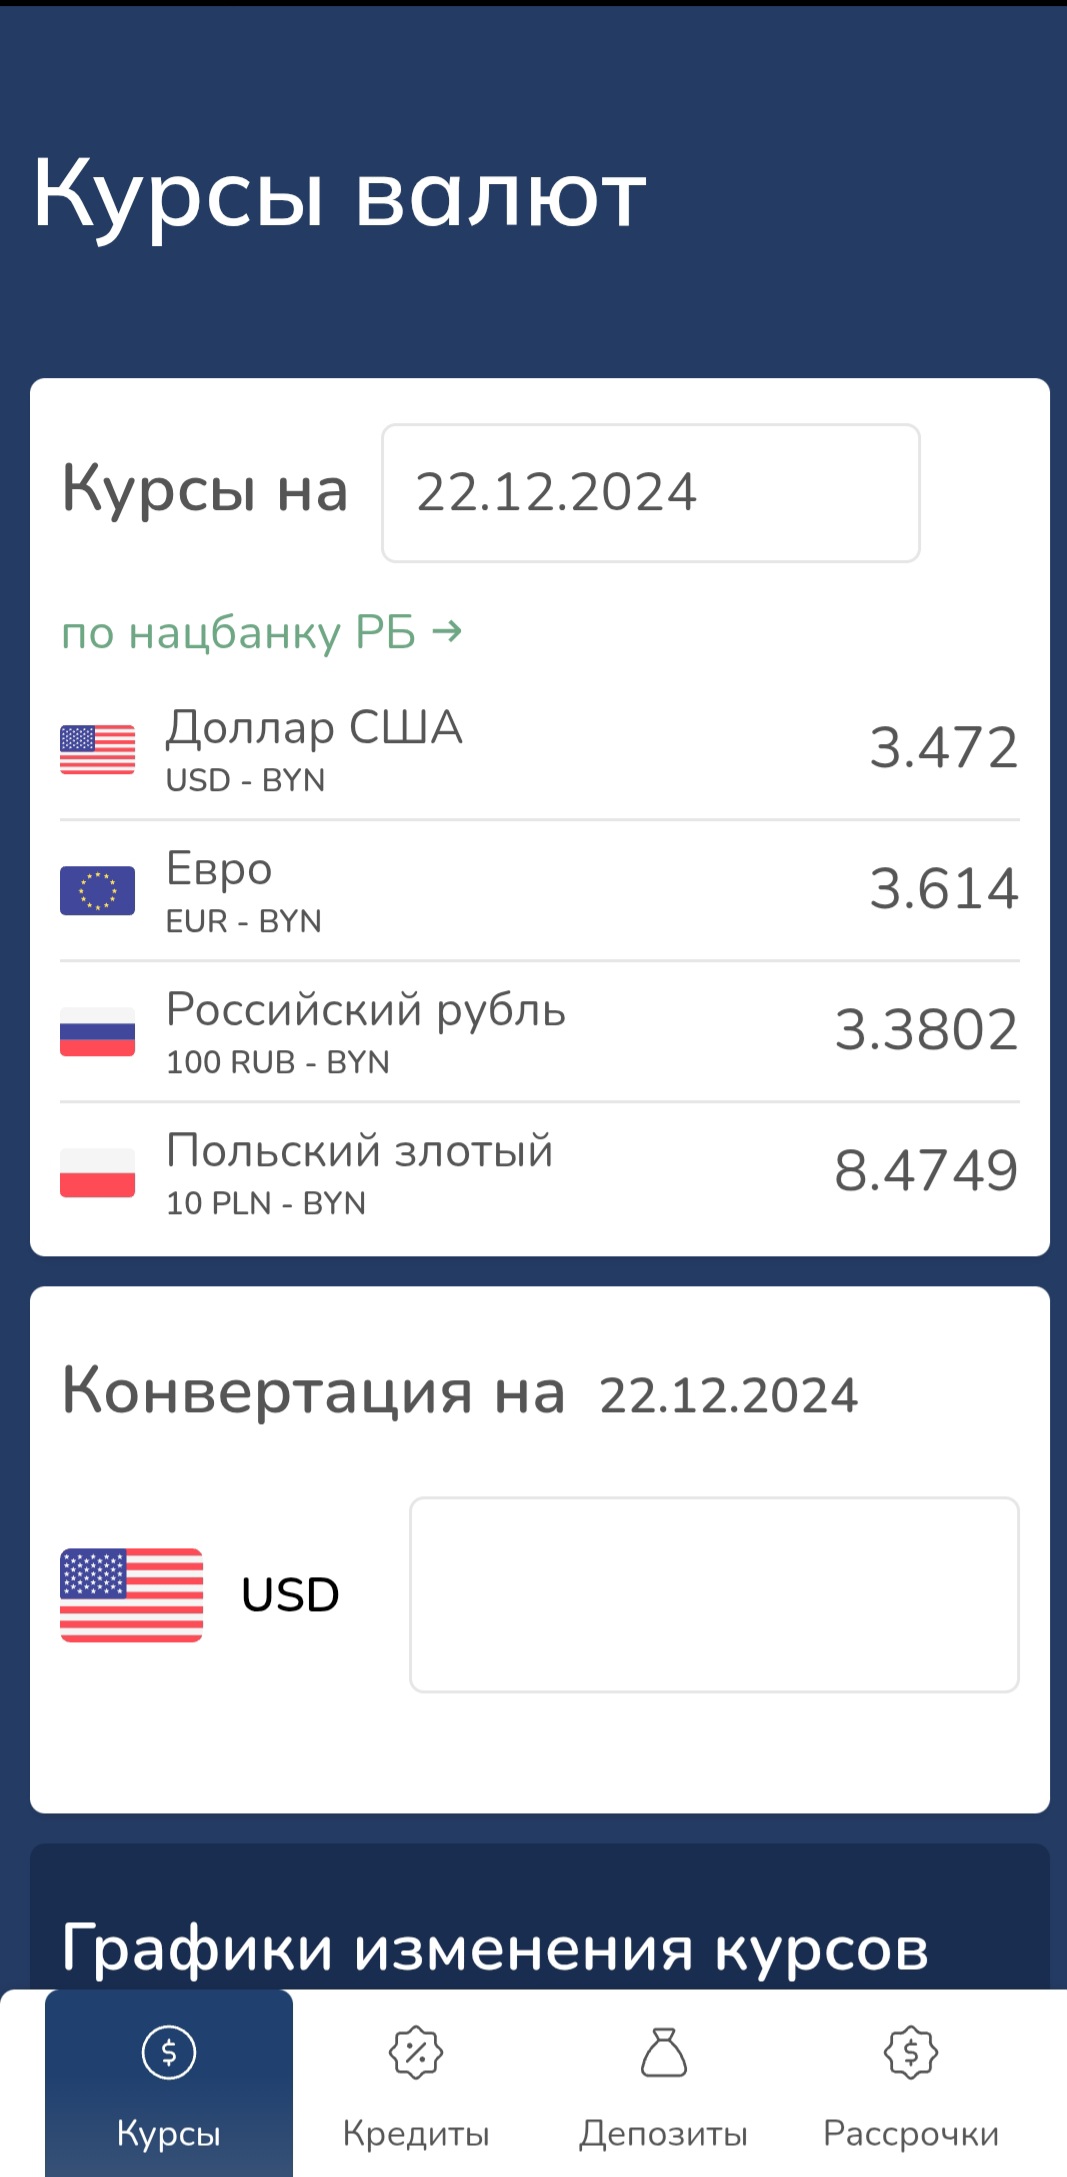 Курсы валют
Курсы на 22.12.2024
по нацбанку РБ →
Доллар США
USD - BYN
3.472
Евро
EUR - BYN
3.614
Российский рубль
100 RUB - BYN
3.3802
Польский злотый
10 PLN - BYN
8.4749
Конвертация на 22.12.2024
USD
Графики изменения курсов
Курсы
Кредиты
Депозиты
Рассрочки